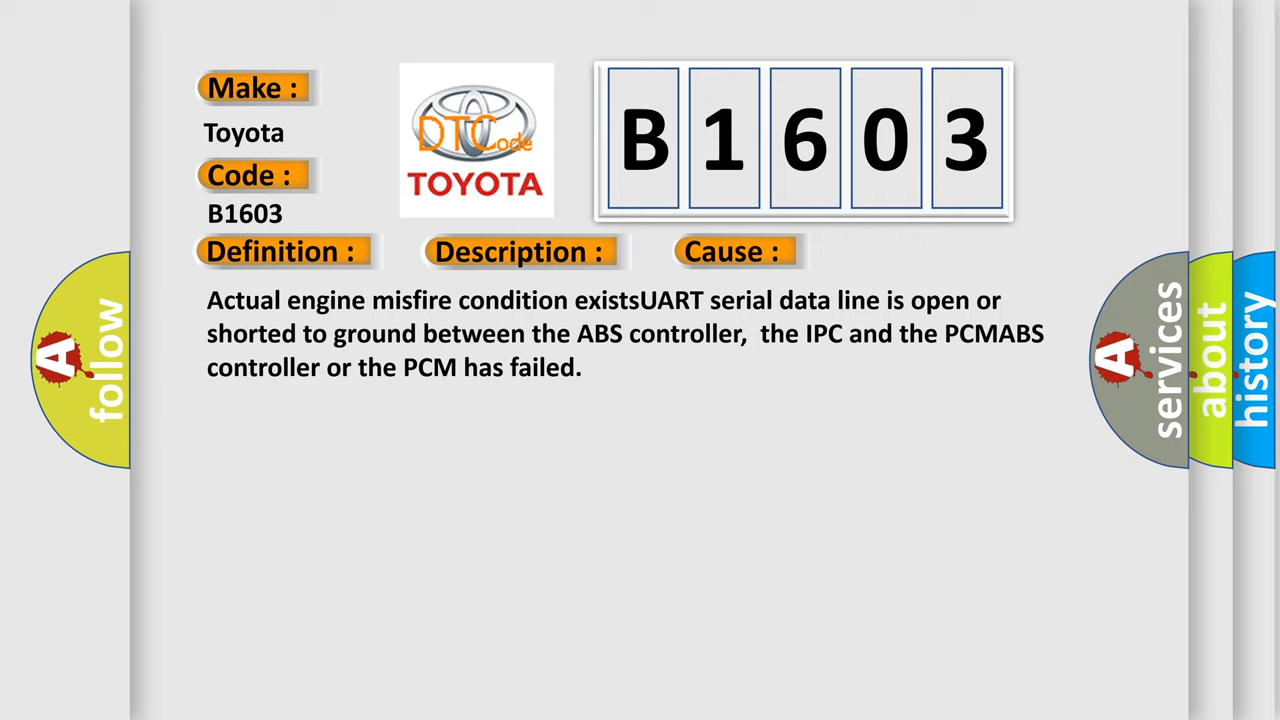 Make :
Toyota
Code :
B1603
DTCode
TOYOTA
B 1 6 0 3
Definition :
Description :
Cause :
Actual engine misfire condition existsUART serial data line is open or
shorted to ground between the ABS controller,  the IPC and the PCMABS
controller or the PCM has failed.
A follow
A services
about
history